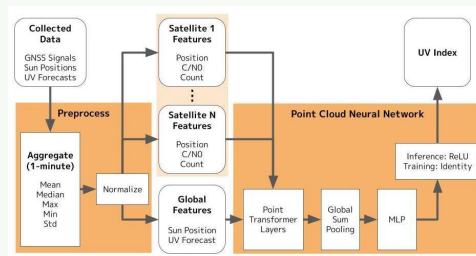 Collected
Data
GNSS Signals
Sun Positions
UV Forecasts
Preprocess
Aggregate
(1-minute)
Mean
Median
Max
Min
Std
Normalize
Satellite 1
Features
Position
C/N0
Count
Satellite N
Features
Position
C/N0
Count
Global
Features
Sun Position
UV Forecast
Point Cloud Neural Network
Point
Transformer
Layers
Global
Sum
Pooling
MLP
Inference: ReLU
Training: Identity
UV Index